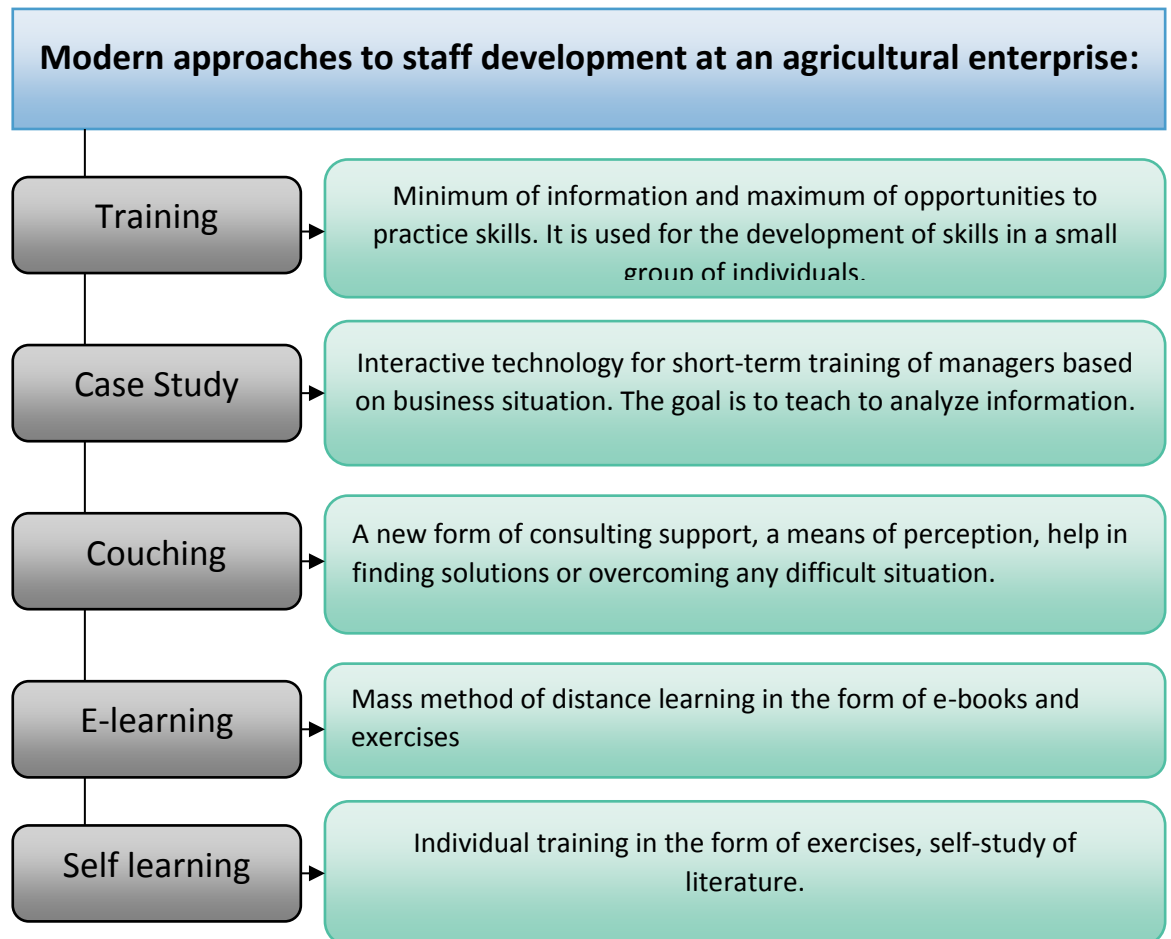 Modern approaches to staff development at an agricultural enterprise:
Training
Minimum of information and maximum of opportunities to
practice skills. It is used for the development of skills in a small
group of individuals.
Case Study
Interactive technology for short-term training of managers based
on business situation. The goal is to teach to analyze information.
Couching
A new form of consulting support, a means of perception, help in
finding solutions or overcoming any difficult situation.
E-learning
Mass method of distance learning in the form of e-books and
exercises
Self learning
Individual training in the form of exercises, self-study of
literature.